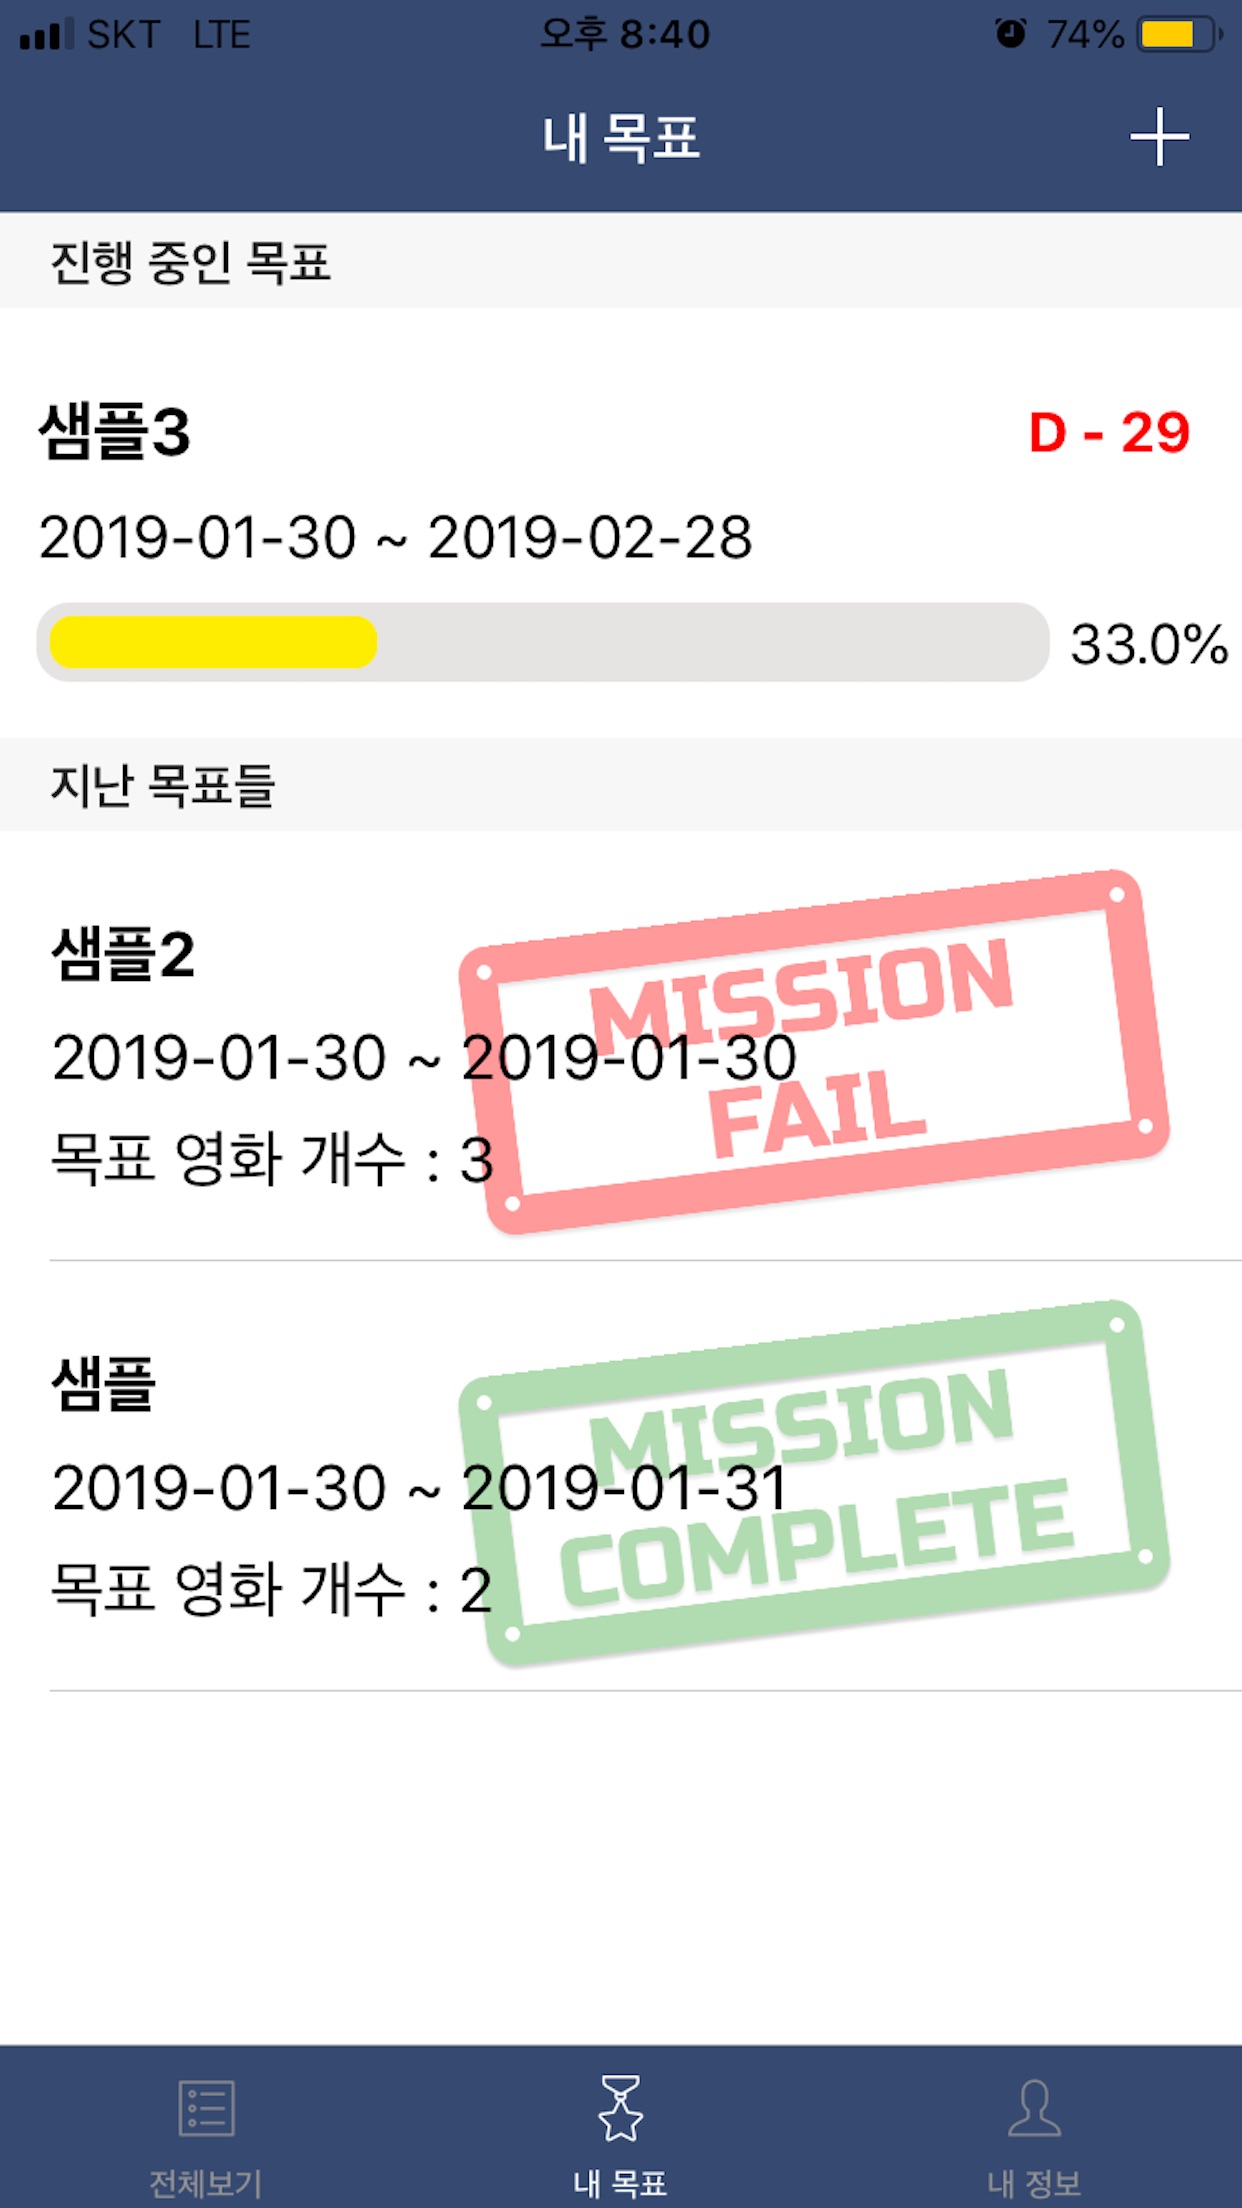 SKT LTE 오후 8:40 74%
내 목표
진행 중인 목표
샘플3 D - 29
2019-01-30 ~ 2019-02-28
33.0%
지난 목표들
샘플2
MISSION
2019-01-30 ~ 2019-01-30
FAIL
목표 영화 개수 : 3
샘플
MISSION
2019-01-30 ~ 2019-01-31
COMPLETE
목표 영화 개수 : 2
전체보기 내 목표 내 정보